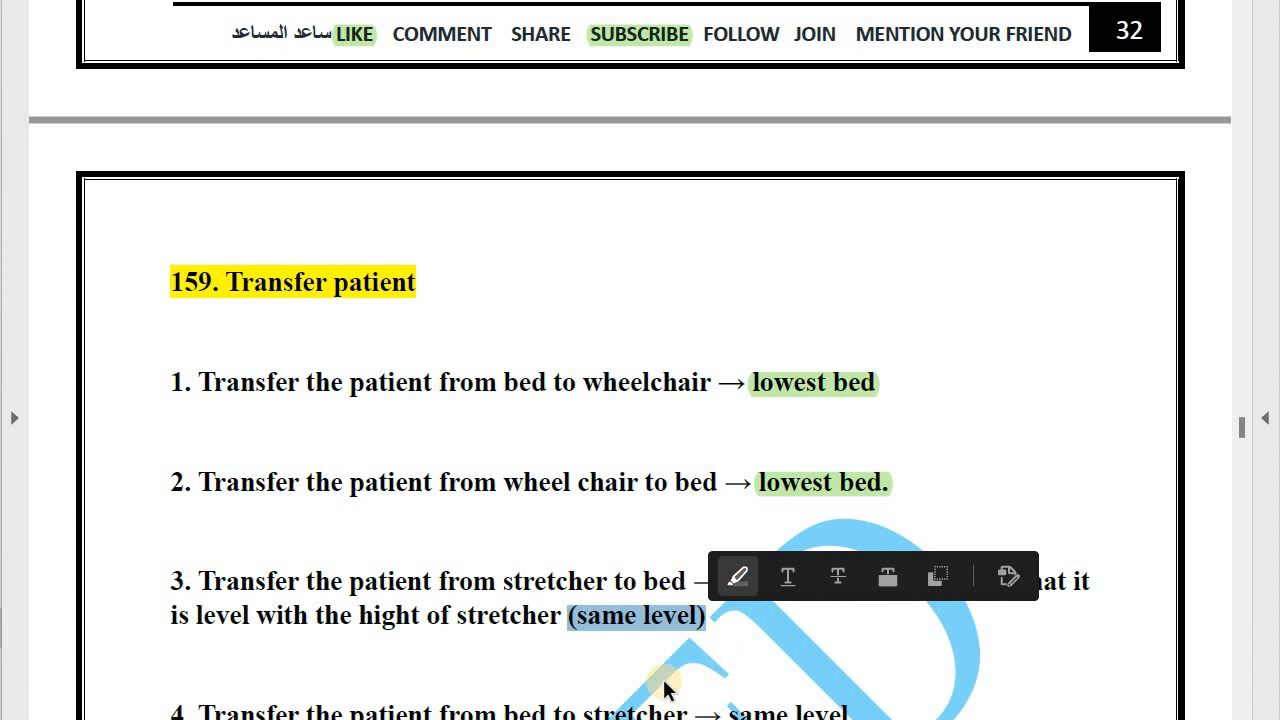 ساعد المساعد LIKE COMMENT SHARE SUBSCRIBE FOLLOW JOIN MENTION YOUR FRIEND 32
159. Transfer patient
1. Transfer the patient from bed to wheelchair → lowest bed
2. Transfer the patient from wheel chair to bed → lowest bed.
3. Transfer the patient from stretcher to bed it
is level with the hight of stretcher (same level)
4. Transfer the patient from bed to stretcher → same level